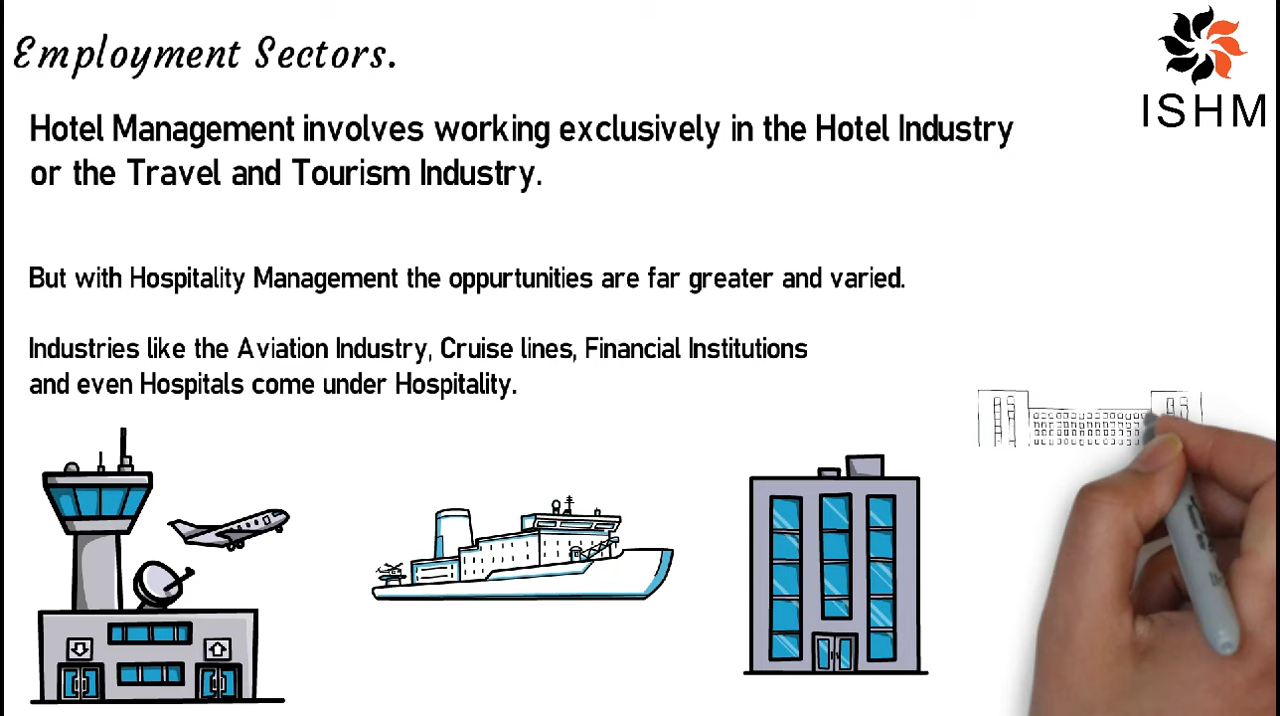 Employment Sectors.
ISHM
Hotel Management involves working exclusively in the Hotel Industry
or the Travel and Tourism Industry.
But with Hospitality Management the oppurtunities are far greater and varied.
Industries like the Aviation Industry, Cruise lines, Financial Institutions
and even Hospitals come under Hospitality.